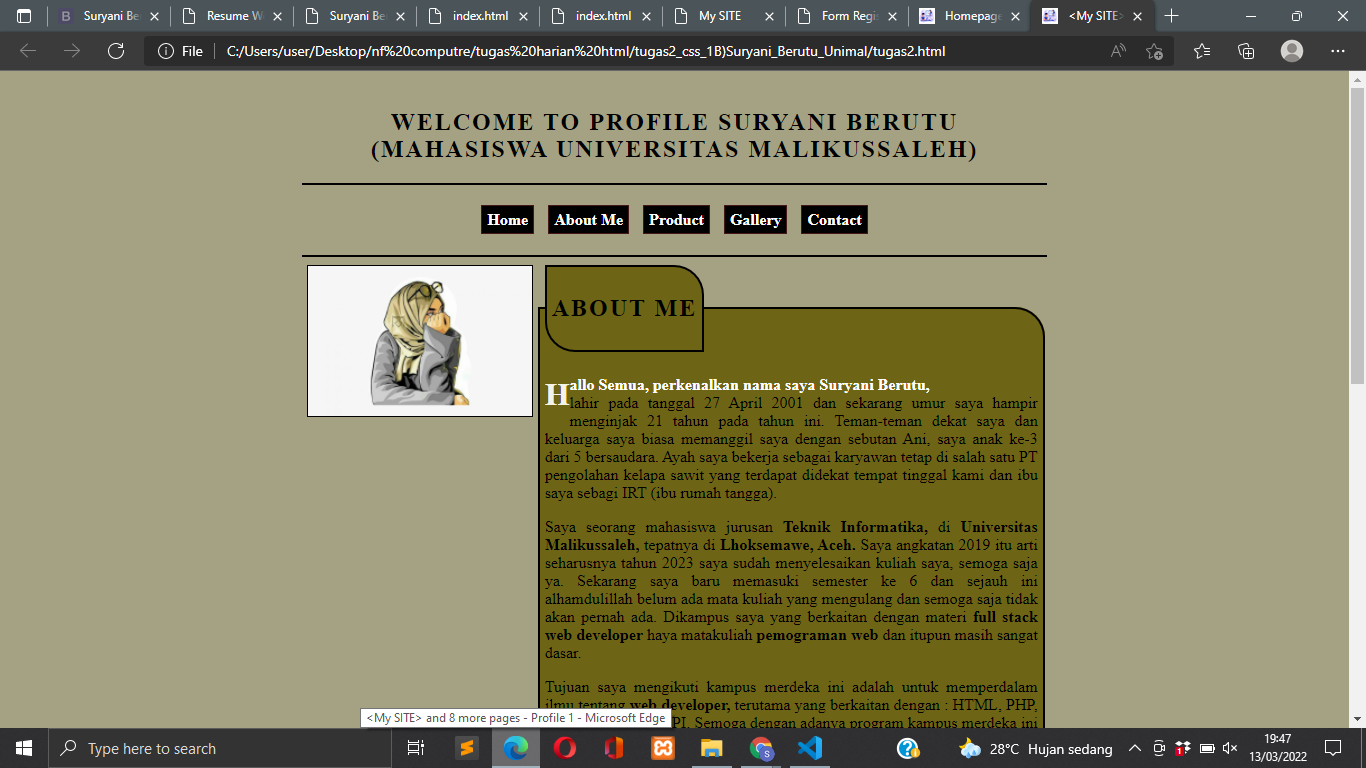 Suryani Be
Resume W
Suryani Be
index.html
index.html
My SITE
Form Regi
Homepage
<My SITE>
File
C:/Users/user/Desktop/nf%20computre/tugas%20harian%20html/tugas2_css_1B)Suryani_Berutu_Unimal/tugas2.html
WELCOME TO PROFILE SURYANI BERUTU
(MAHASISWA UNIVERSITAS MALIKUSSALEH)
Home About Me Product Gallery Contact
ABOUT ME
Hallo Semua, perkenalkan nama saya Suryani Berutu,
lahir pada tanggal 27 April 2001 dan sekarang umur saya hampir
menginjak 21 tahun pada tahun ini. Teman-teman dekat saya dan
keluarga saya biasa memanggil saya dengan sebutan Ani, saya anak ke-3
dari 5 bersaudara. Ayah saya bekerja sebagai karyawan tetap di salah satu PT
pengolahan kelapa sawit yang terdapat didekat tempat tinggal kami dan ibu
saya sebagi IRT (ibu rumah tangga).
Saya seorang mahasiswa jurusan Teknik Informatika, di Universitas
Malikussaleh, tepatnya di Lhoksemawe, Aceh. Saya angkatan 2019 itu arti
seharusnya tahun 2023 saya sudah menyelesaikan kuliah saya, semoga saja
ya. Sekarang saya baru memasuki semester ke 6 dan sejauh ini
alhamdulillah belum ada mata kuliah yang mengulang dan semoga saja tidak
akan pernah ada. Dikampus saya yang berkaitan dengan materi full stack
web developer haya matakuliah pemograman web dan itupun masih sangat
dasar.
Tujuan saya mengikuti kampus merdeka ini adalah untuk memperdalam
ilmu tentang web developer, terutama yang berkaitan dengan : HTML, PHP,
PI. Semoga dengan adanya program kampus merdeka ini
<My SITE> and 8 more pages - Profile 1 - Microsoft Edge
Type here to search
28°C Hujan sedang
19:47
13/03/2022